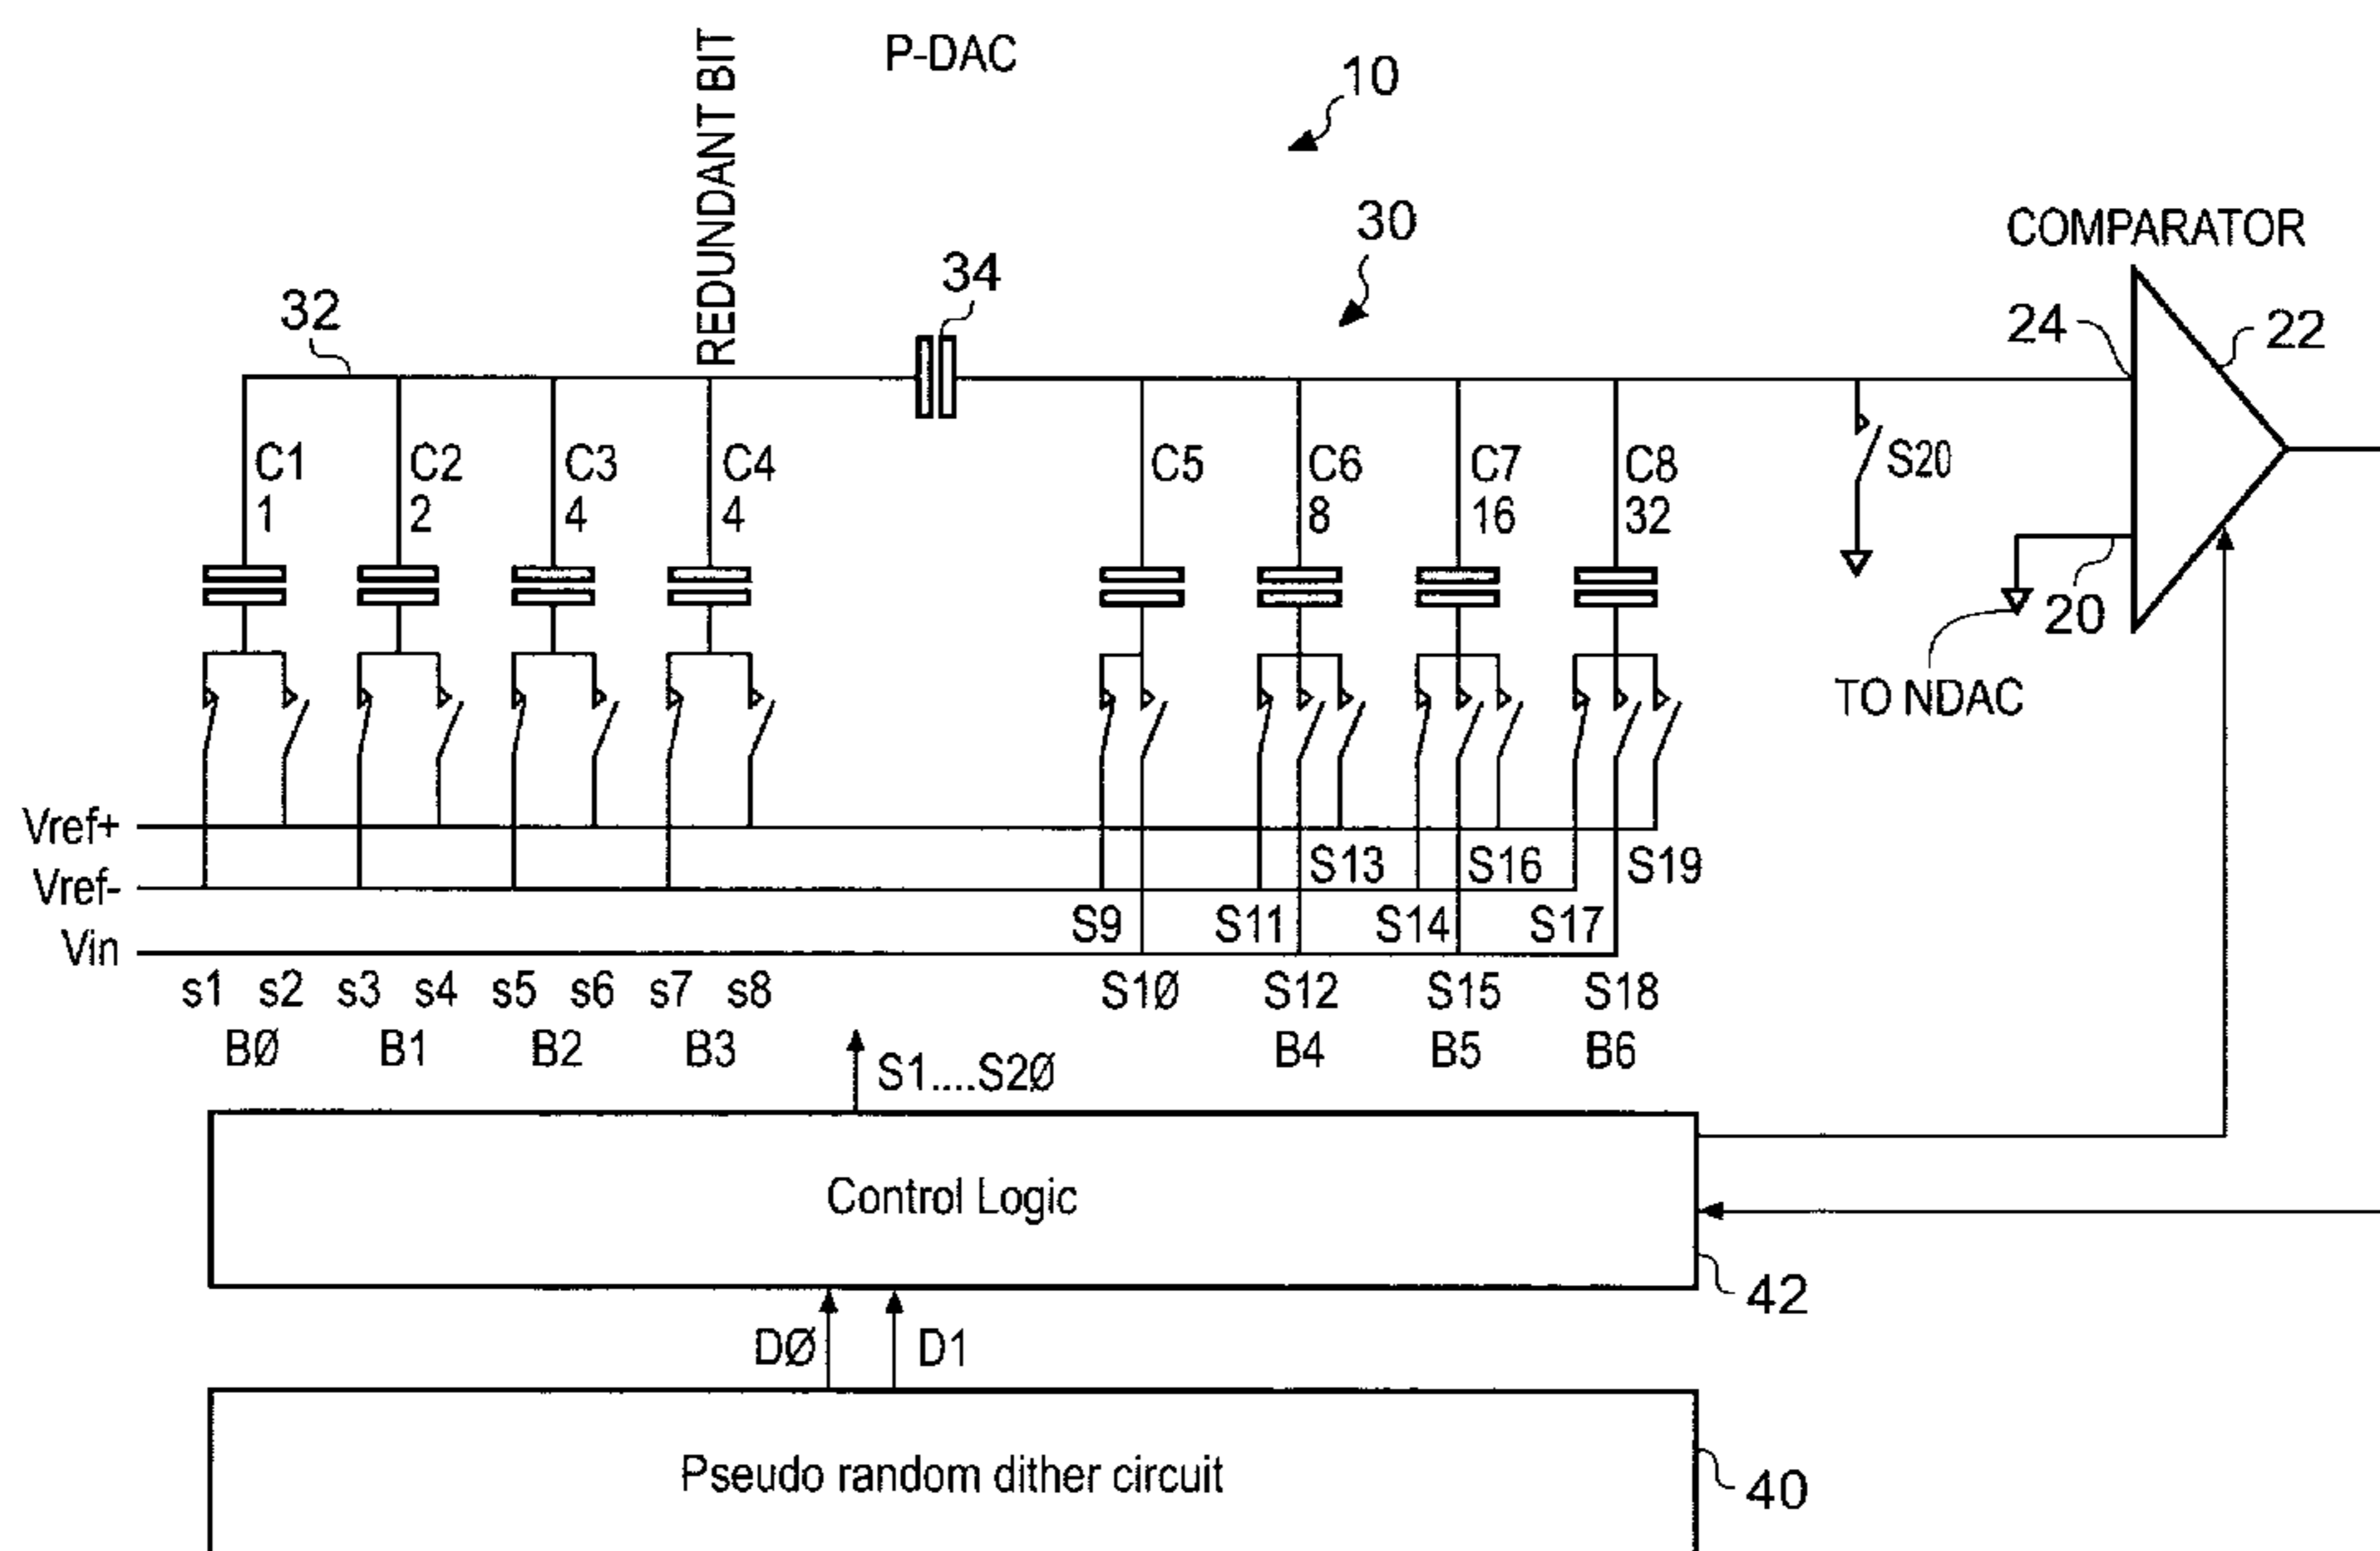 REDUNDANT BIT
P-DAC
10
30
34
32
COMPARATOR
24
22
C1
1
C2
2
C3
4
C4
4
C5
C6
8
C7
16
C8
32
S20
20
TO NDAC
Vref+
Vref-
Vin
S13
S16
S19
S9
S11
S14
S17
s1 s2 s3 s4 s5 s6 s7 s8 S1Ø S12 S15 S18
BØ B1 B2 B3 B4 B5 B6
S1....S2Ø
Control Logic
42
DØ D1
Pseudo random dither circuit
40